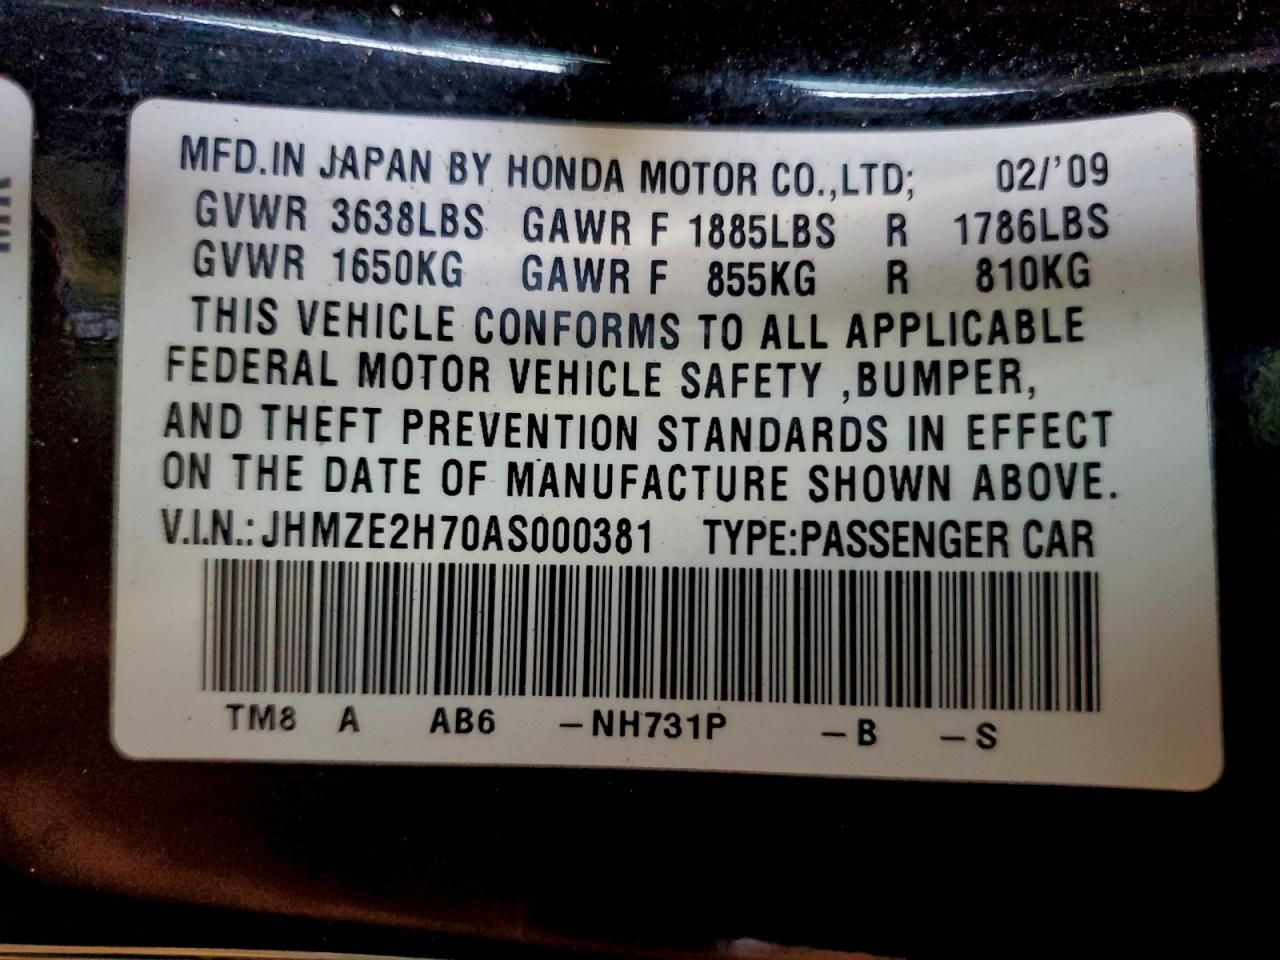 MFD.IN JAPAN BY HONDA MOTOR CO.,LTD; 02/'09
GVWR 3638LBS GAWR F 1885LBS R 1786LBS
GVWR 1650KG GAWR F 855KG R 810KG
THIS VEHICLE CONFORMS TO ALL APPLICABLE
FEDERAL MOTOR VEHICLE SAFETY ,BUMPER,
AND THEFT PREVENTION STANDARDS IN EFFECT
ON THE DATE OF MANUFACTURE SHOWN ABOVE.
V.I.N.: JHMZE2H70AS000381 TYPE:PASSENGER CAR
TM8 A AB6 –NH731P –B –S